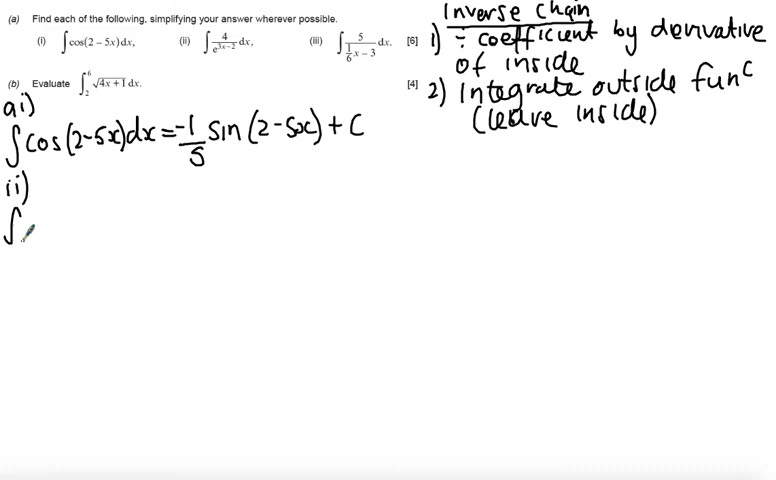 (a) Find each of the following, simplifying your answer wherever possible.
(i) ∫cos(2 – 5x) dx, (ii) ∫ 4/e^(3x–2) dx, (iii) ∫ 5/(1/6 x – 3) dx. [6]
(b) Evaluate ∫₂⁶ √(4x + 1) dx. [4]
Inverse Chain
1) ÷ coefficient by derivative
of inside
2) Integrate outside func
(leave inside)
ai)
∫cos(2-5x)dx = -1/5 sin(2-5x) + C
ii)
∫